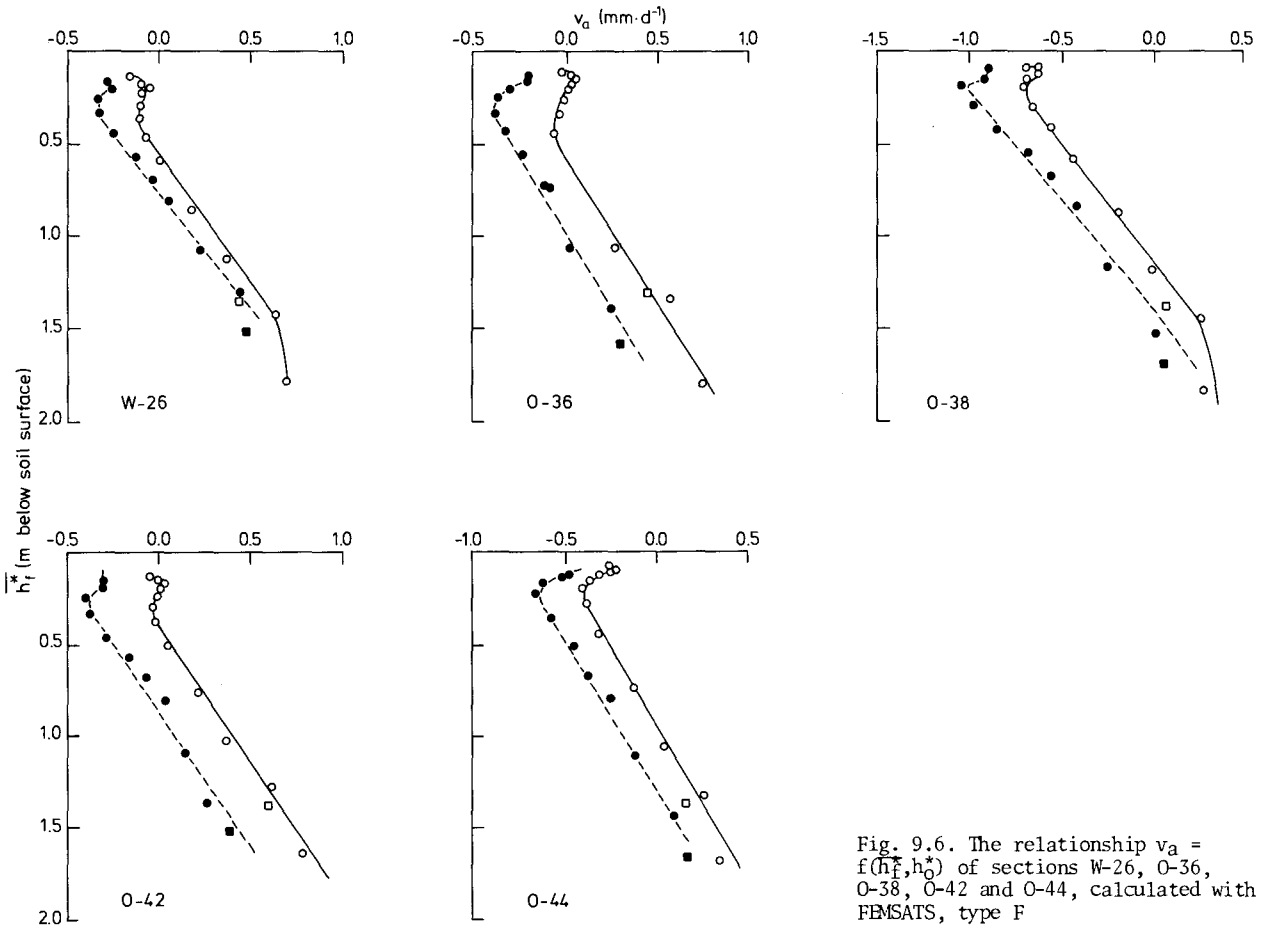 vₐ (mm·d⁻¹)
-0.5 0.0 0.5 1.0
-0.5 0.0 0.5 1.0
-1.5 -1.0 -0.5 0.0 0.5
0.5
1.0
1.5
2.0
W-26
O-36
O-38
h̅f* (m below soil surface)
-0.5 0.0 0.5 1.0
-1.0 -0.5 0.0 0.5
0.5
1.0
1.5
2.0
O-42
O-44
Fig. 9.6. The relationship vₐ =
f(h̅f*,ho*) of sections W-26, O-36,
O-38, O-42 and O-44, calculated with
FEMSATS, type F